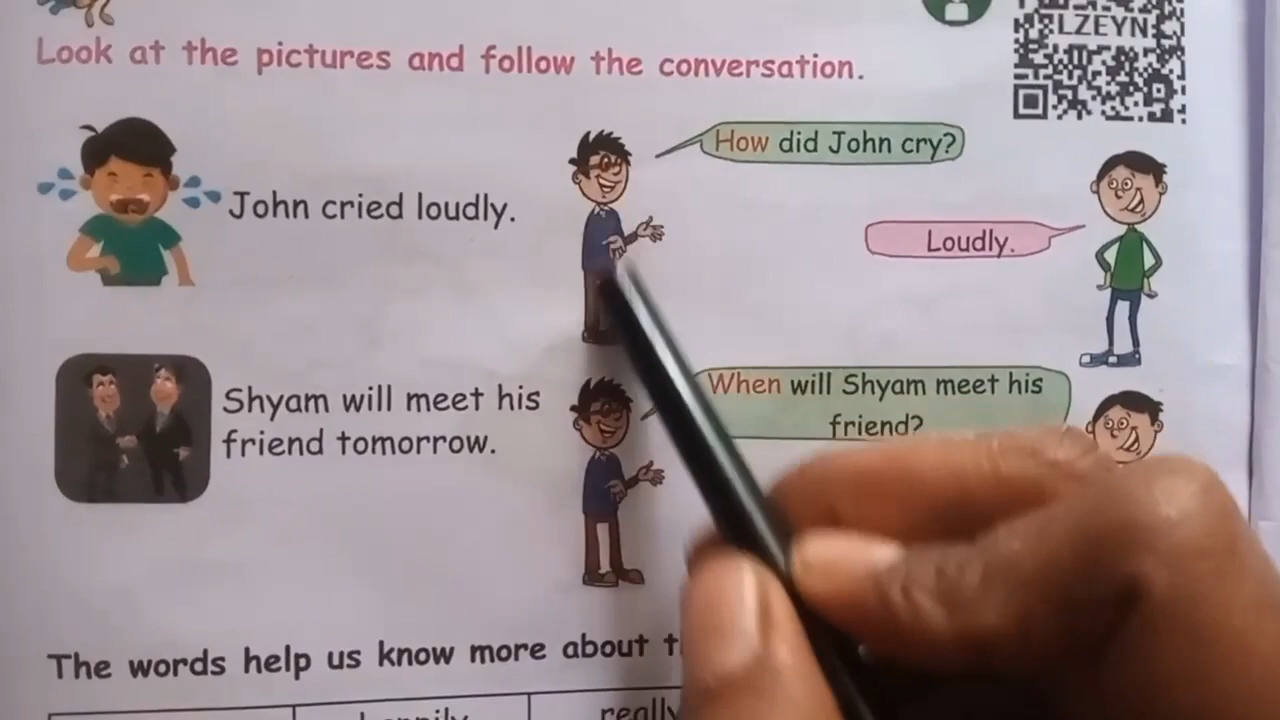 LZEYN
Look at the pictures and follow the conversation.
How did John cry?
John cried loudly.
Loudly.
Shyam will meet his
friend tomorrow.
When will Shyam meet his
friend?
The words help us know more about